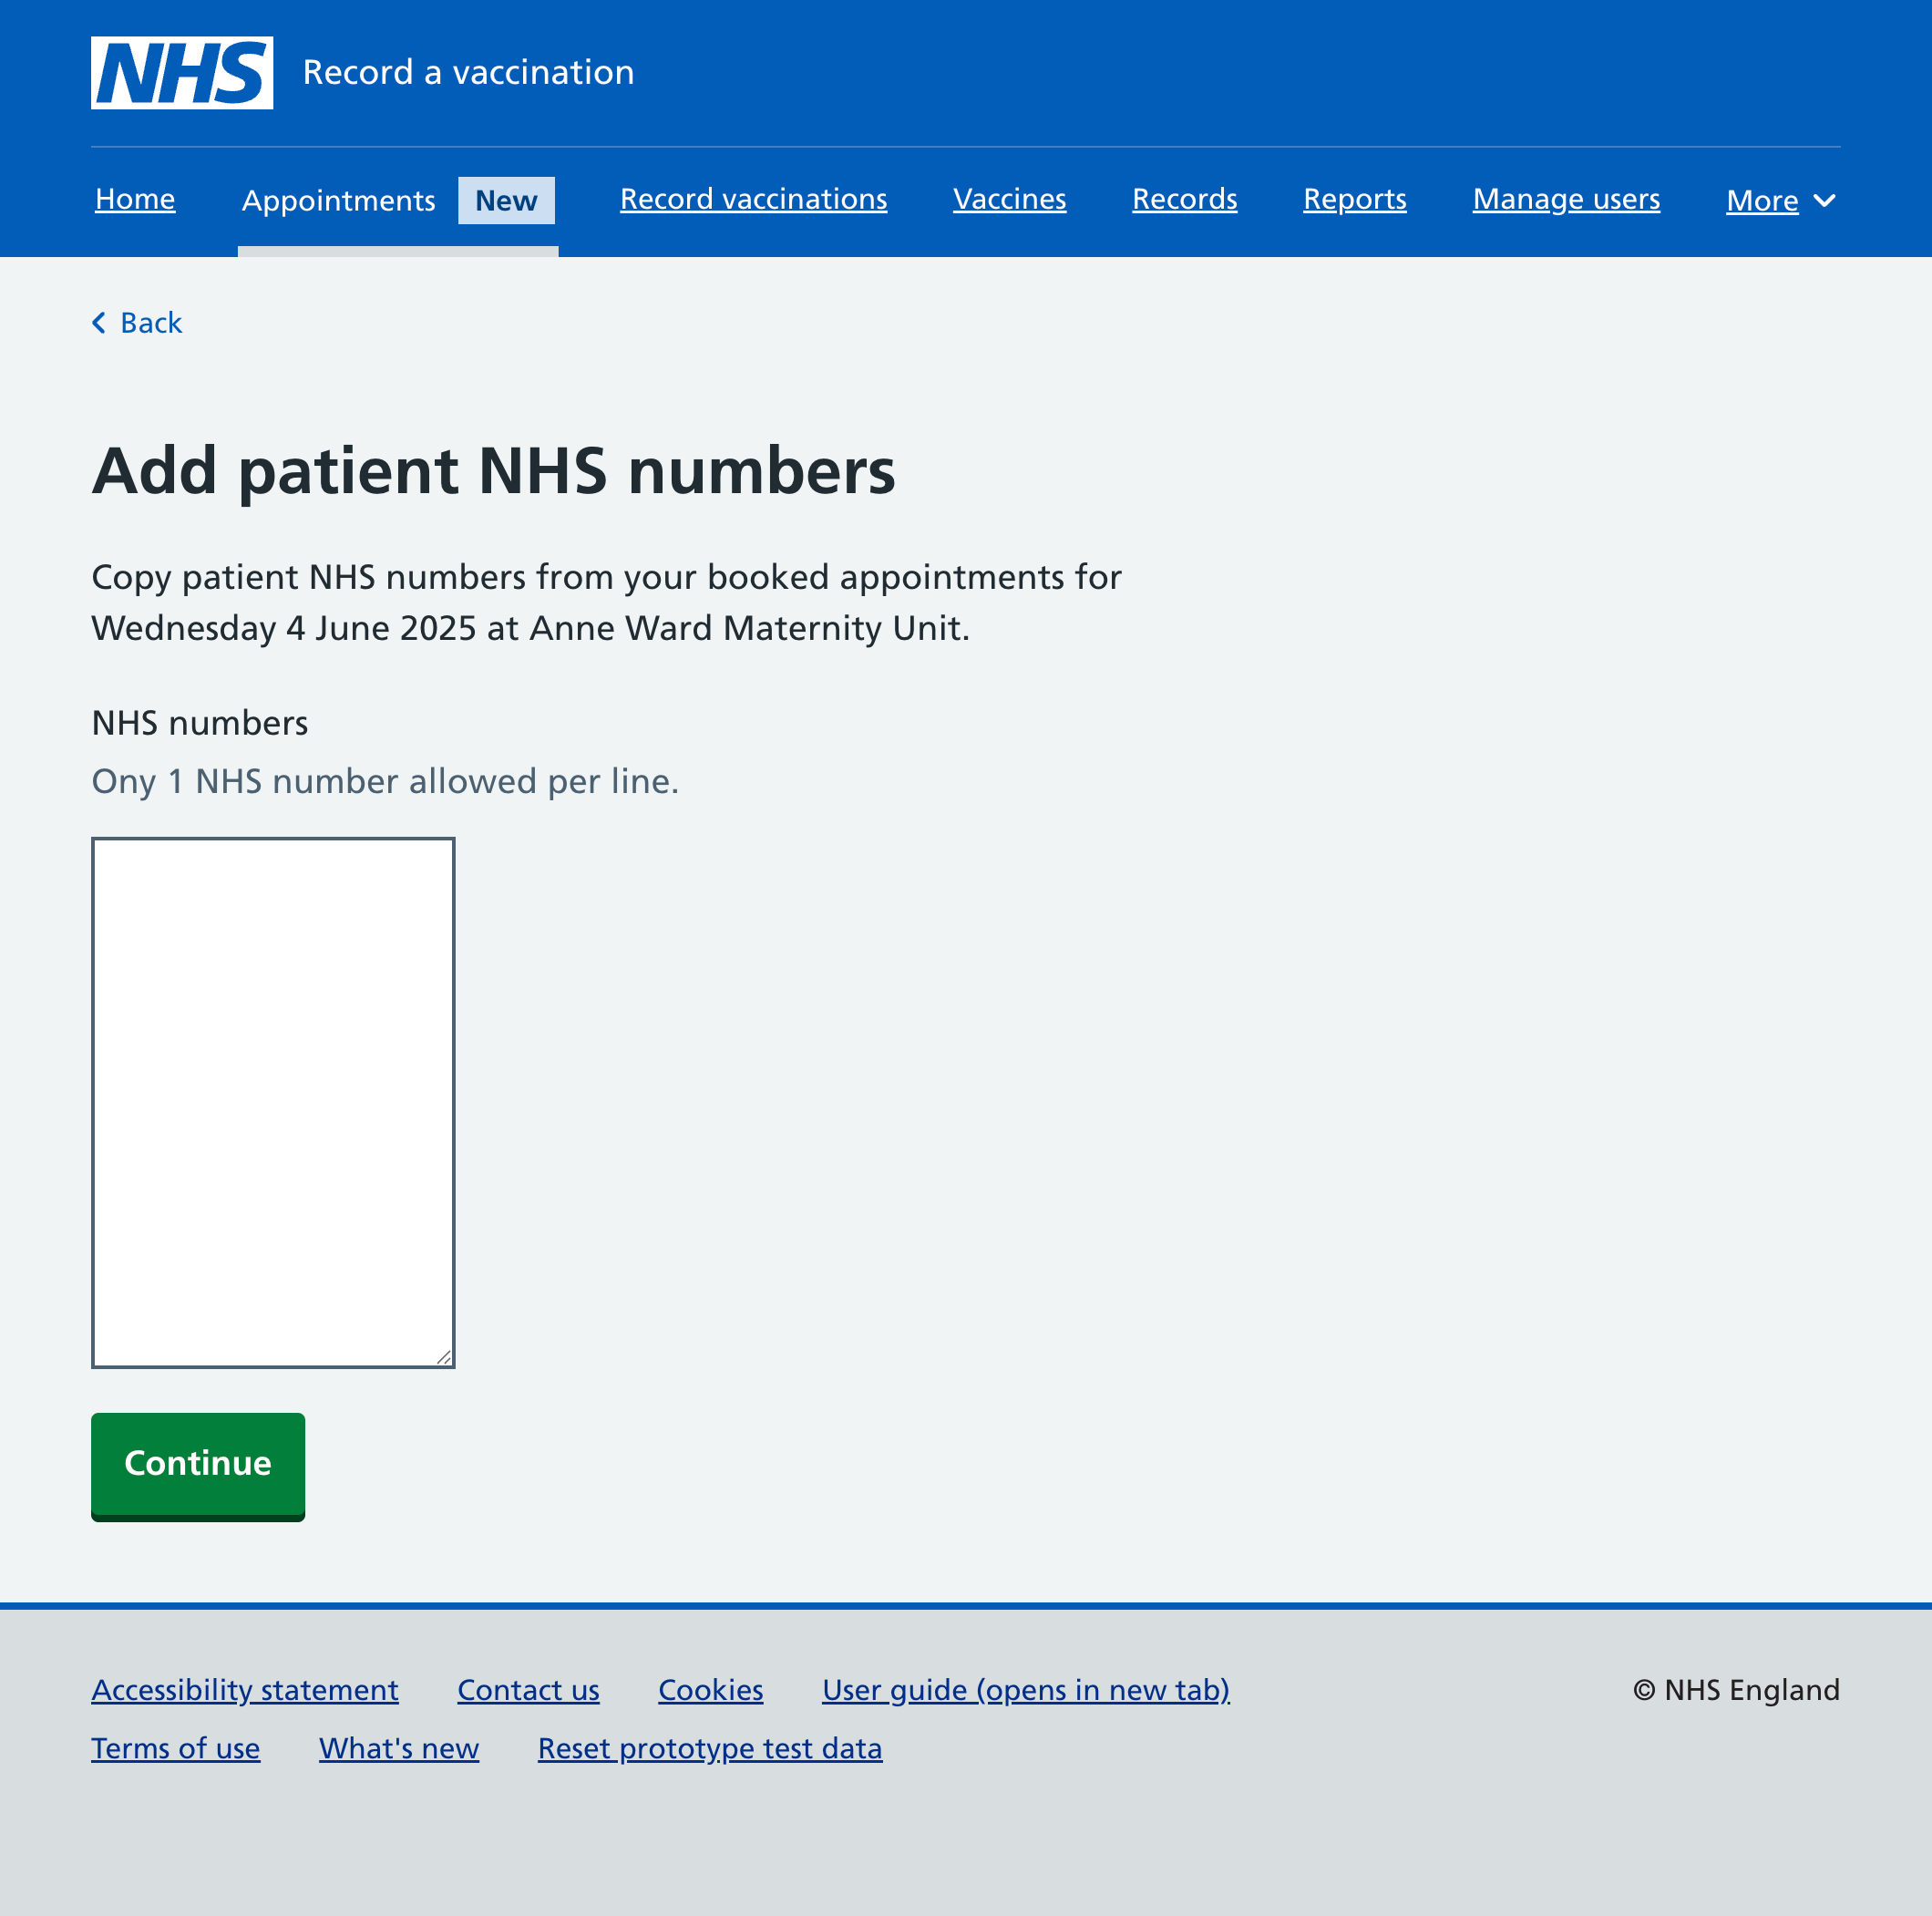 NHS Record a vaccination
Home Appointments New Record vaccinations Vaccines Records Reports Manage users More
Back
Add patient NHS numbers
Copy patient NHS numbers from your booked appointments for
Wednesday 4 June 2025 at Anne Ward Maternity Unit.
NHS numbers
Ony 1 NHS number allowed per line.
Continue
Accessibility statement Contact us Cookies User guide (opens in new tab) © NHS England
Terms of use What's new Reset prototype test data